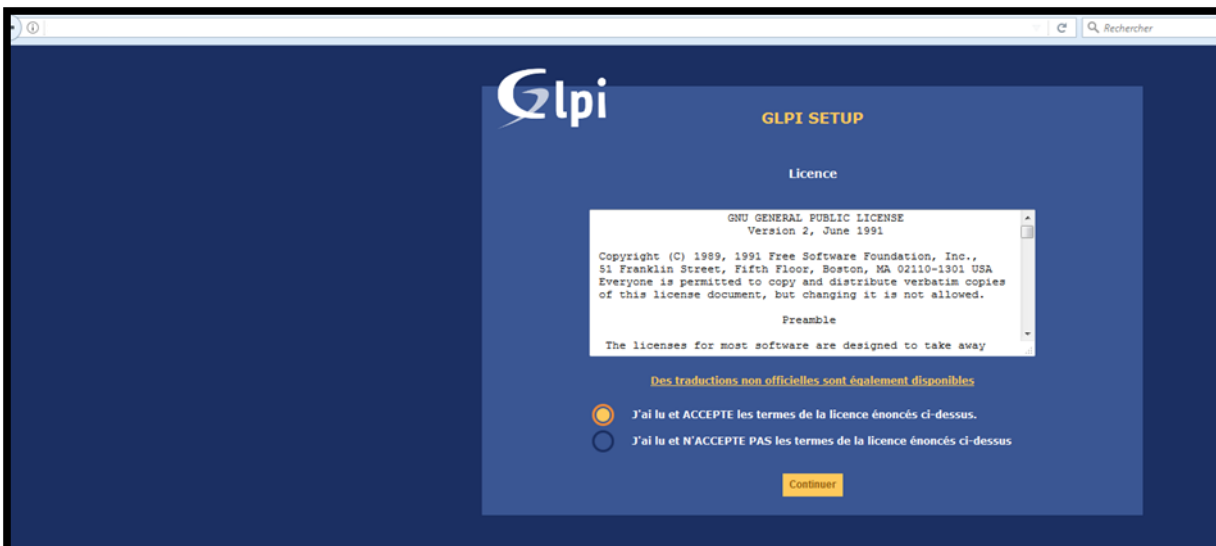 Rechercher
Glpi
GLPI SETUP
Licence
GNU GENERAL PUBLIC LICENSE
Version 2, June 1991
Copyright (C) 1989, 1991 Free Software Foundation, Inc.,
51 Franklin Street, Fifth Floor, Boston, MA 02110-1301 USA
Everyone is permitted to copy and distribute verbatim copies
of this license document, but changing it is not allowed.
Preamble
The licenses for most software are designed to take away
Des traductions non officielles sont également disponibles
J'ai lu et ACCEPTE les termes de la licence énoncés ci-dessus.
J'ai lu et N'ACCEPTE PAS les termes de la licence énoncés ci-dessus
Continuer